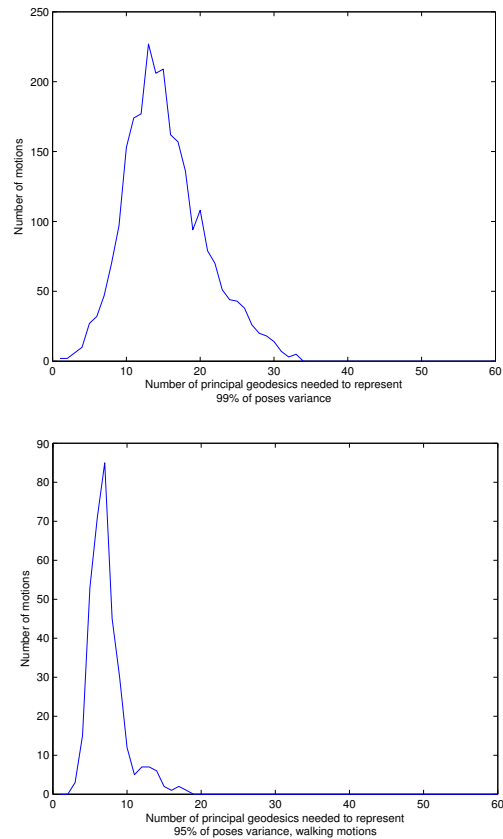 250
200
150
100
50
0
Number of motions
0 10 20 30 40 50 60
Number of principal geodesics needed to represent
99% of poses variance
90
80
70
60
50
40
30
20
10
0
Number of motions
0 10 20 30 40 50 60
Number of principal geodesics needed to represent
95% of poses variance, walking motions